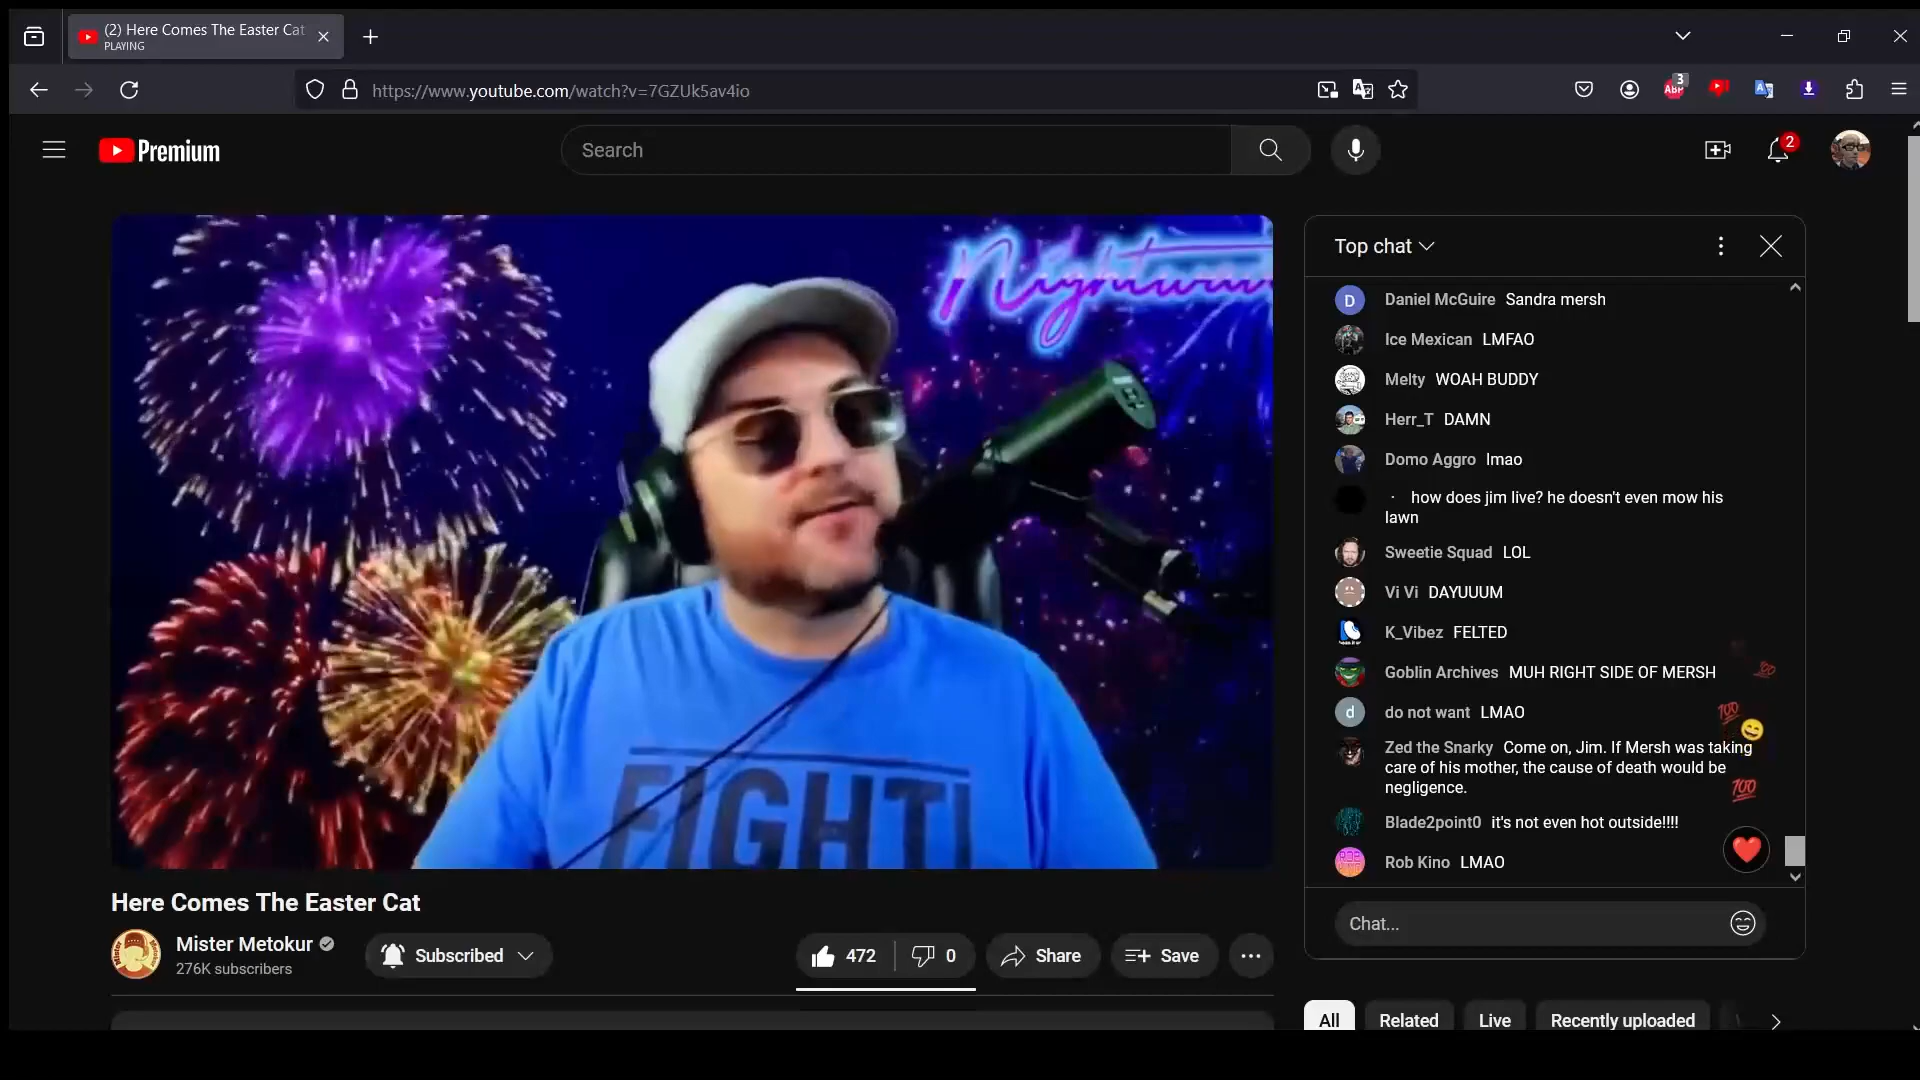 (2) Here Comes The Easter Cat
PLAYING
https://www.youtube.com/watch?v=7GZUk5av4io
ABP
3
Premium
Search
2
Nightwav
FIGHT!
Top chat
D
Daniel McGuire Sandra mersh
Ice Mexican LMFAO
Melty WOAH BUDDY
Herr_T DAMN
Domo Aggro lmao
· how does jim live? he doesn't even mow his
lawn
Sweetie Squad LOL
Vi Vi DAYUUUM
K_Vibez FELTED
Goblin Archives MUH RIGHT SIDE OF MERSH
d
do not want LMAO
100
Zed the Snarky Come on, Jim. If Mersh was taking
care of his mother, the cause of death would be
negligence.
100
Blade2point0 it's not even hot outside!!!!
Rob Kino LMAO
Chat...
Here Comes The Easter Cat
Mister Metokur
276K subscribers
Subscribed
472
0
Share
Save
All
Related
Live
Recently uploaded